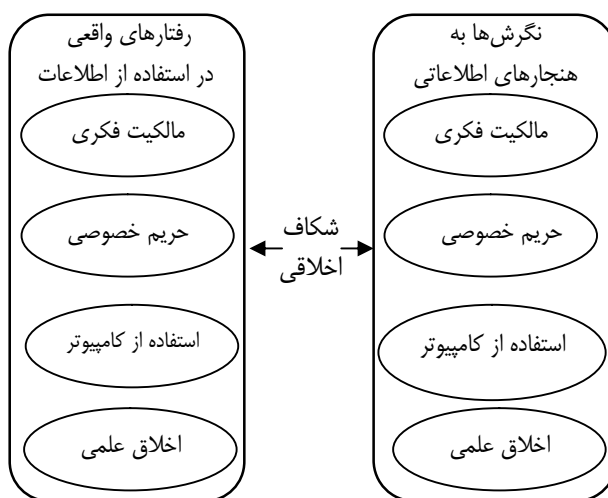 نگرش‌ها به
هنجارهای اطلاعاتی
مالکیت فکری
حریم خصوصی
استفاده از کامپیوتر
اخلاق علمی
شکاف
اخلاقی
رفتارهای واقعی
در استفاده از اطلاعات
مالکیت فکری
حریم خصوصی
استفاده از کامپیوتر
اخلاق علمی